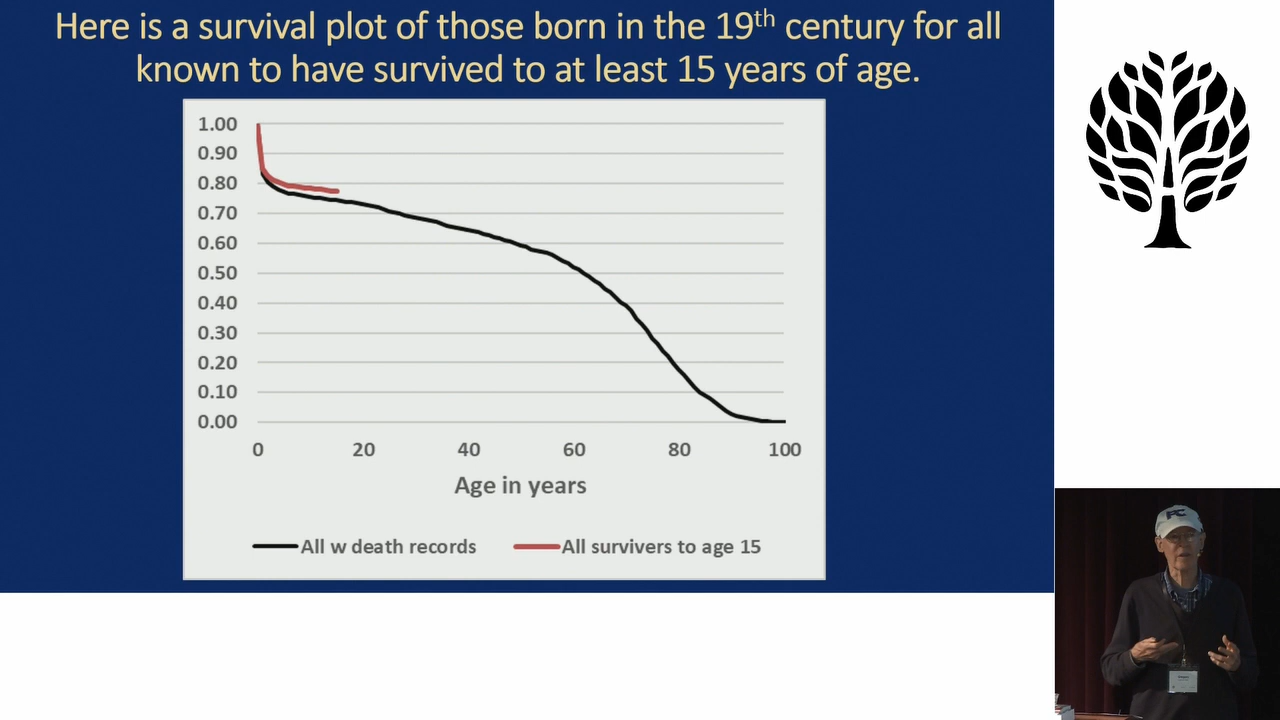 Here is a survival plot of those born in the 19th century for all
known to have survived to at least 15 years of age.
1.00
0.90
0.80
0.70
0.60
0.50
0.40
0.30
0.20
0.10
0.00
0 20 40 60 80 100
Age in years
All w death records All survivers to age 15